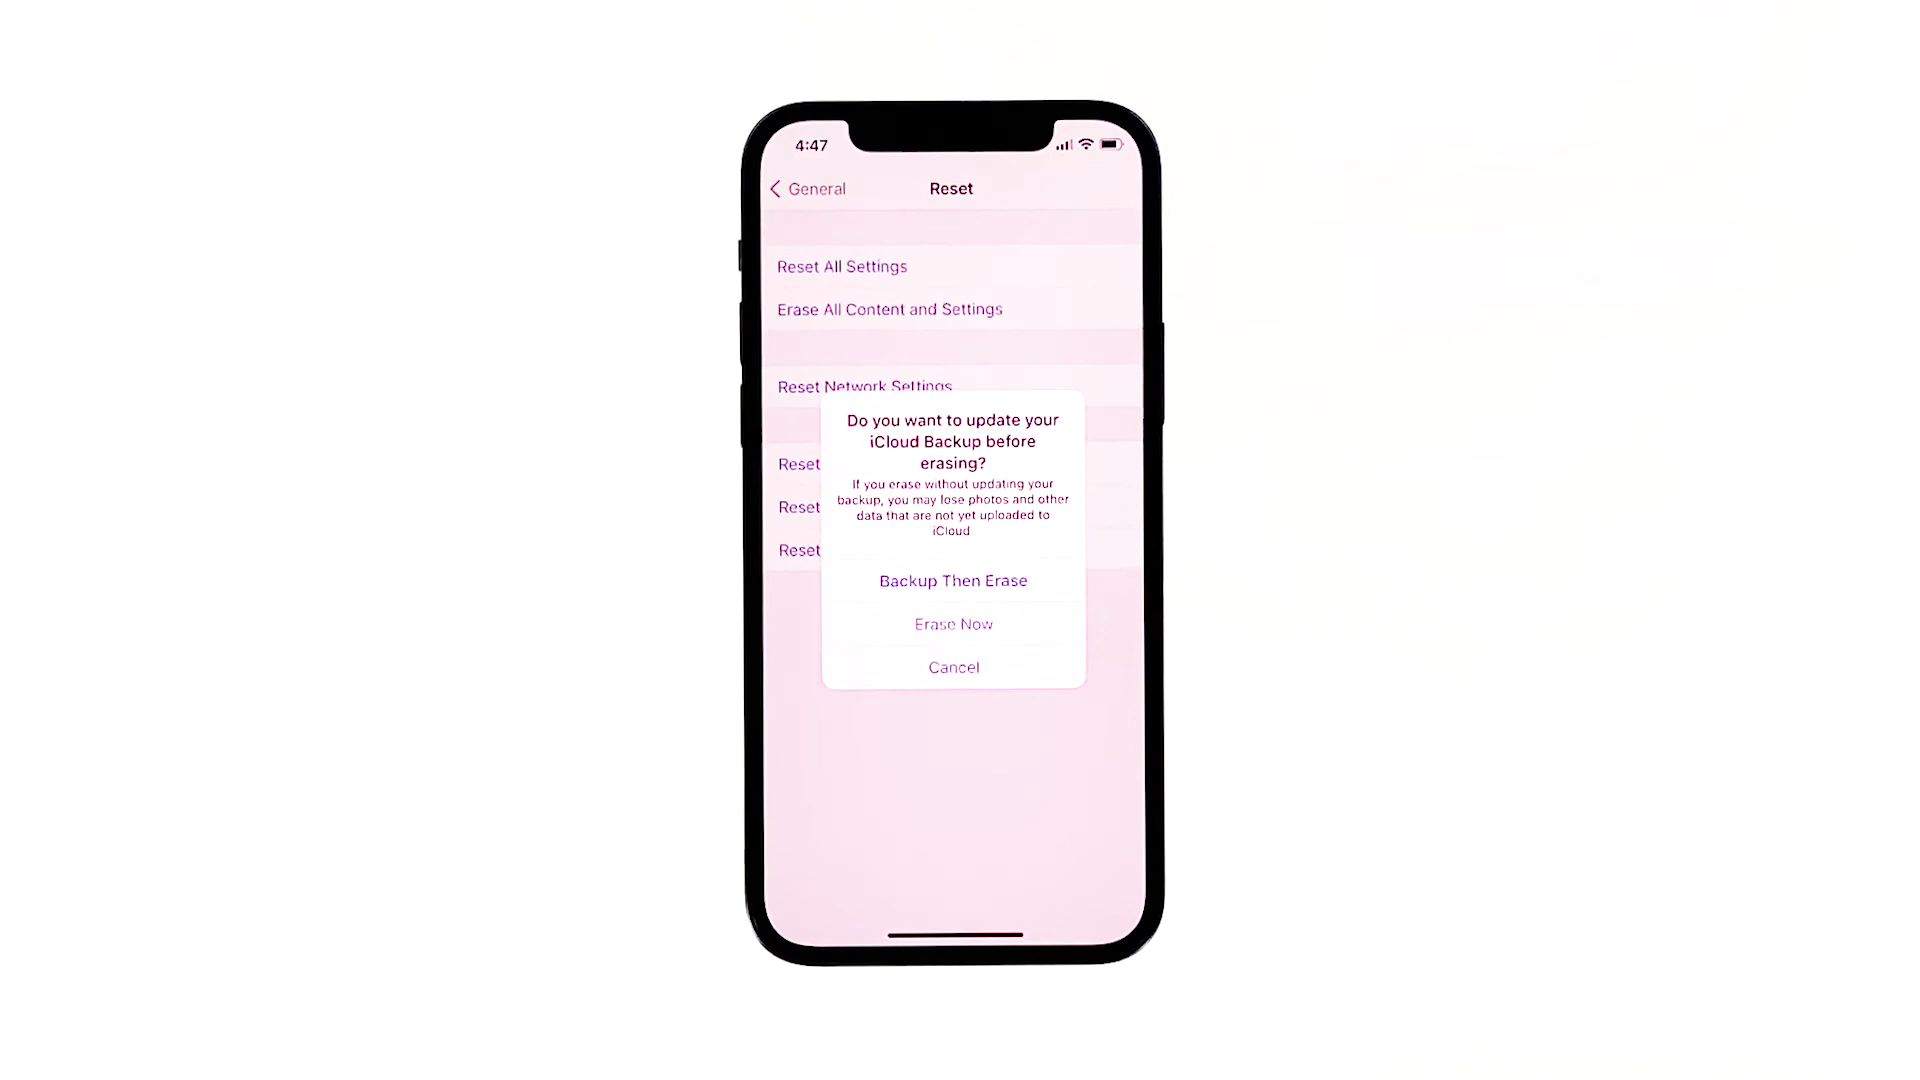 4:47
General
Reset
Reset All Settings
Erase All Content and Settings
Reset Network Settings
Reset
Reset
Reset
Do you want to update your
iCloud Backup before
erasing?
If you erase without updating your
backup, you may lose photos and other
data that are not yet uploaded to
iCloud
Backup Then Erase
Erase Now
Cancel